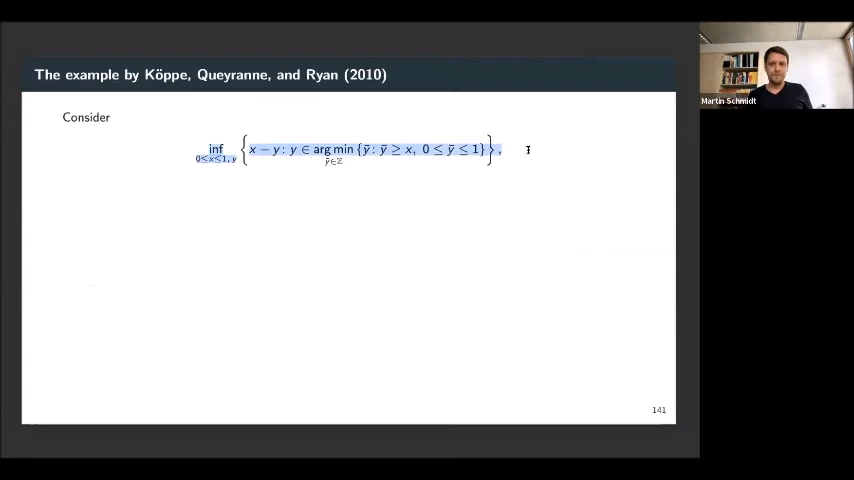 The example by Köppe, Queyranne, and Ryan (2010)
Martin Schmidt
Consider
inf { x − y : y ∈ arg min { ȳ : ȳ ≥ x, 0 ≤ ȳ ≤ 1 } } ,
0≤x≤1, y
ȳ∈ℤ
141